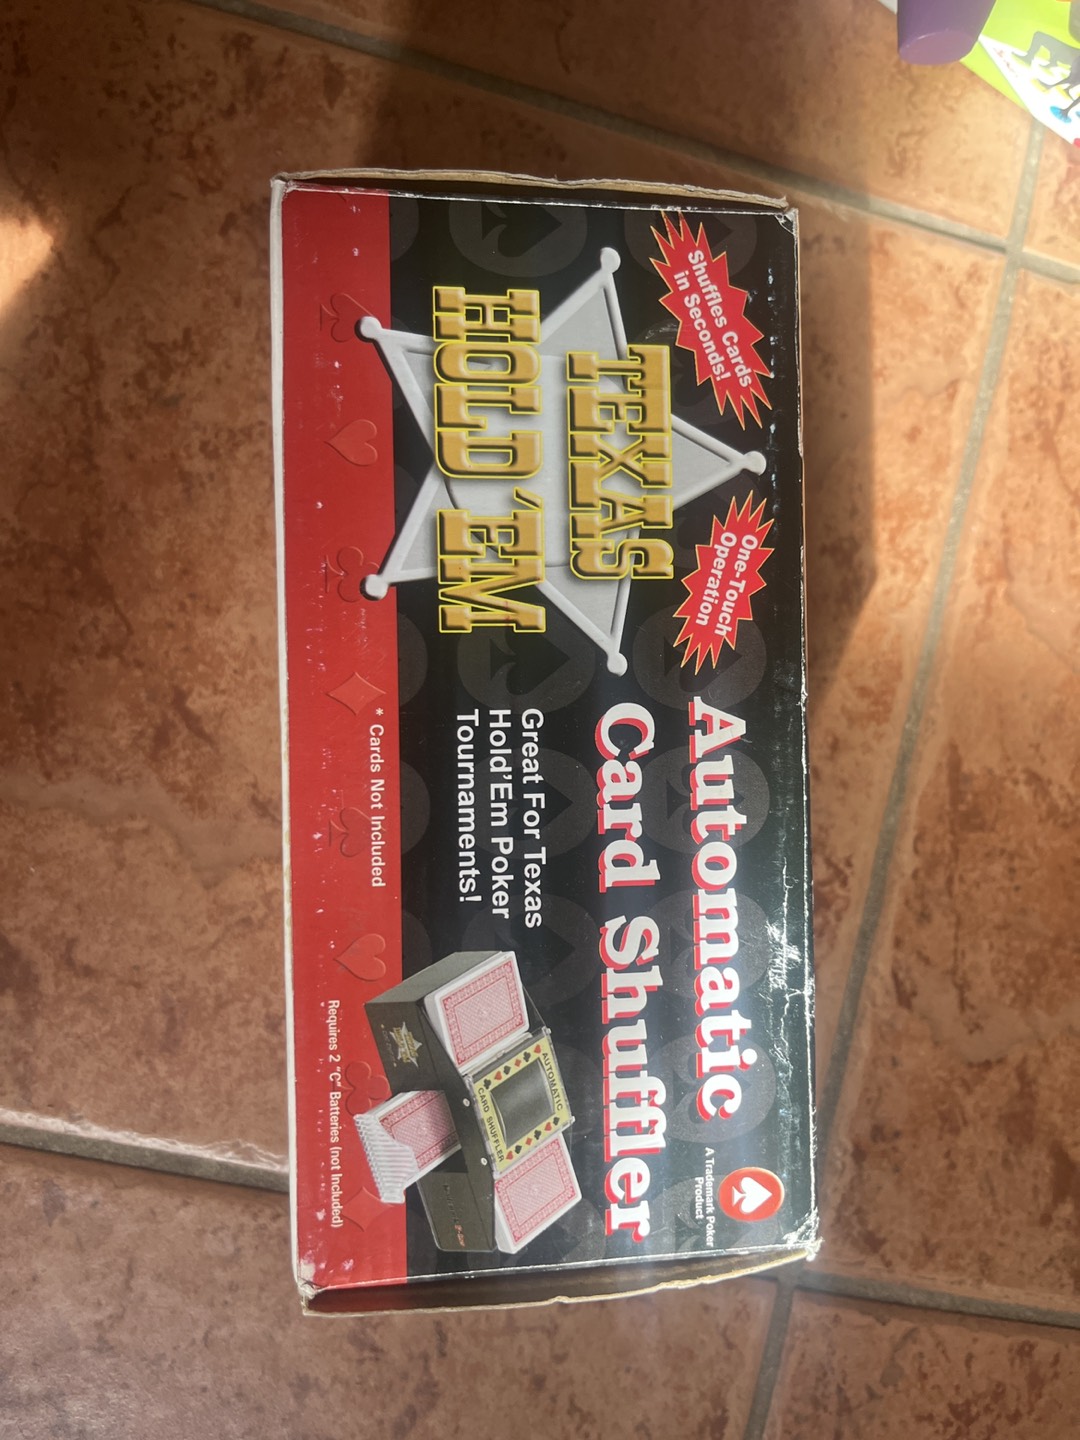 Shuffles Cards
in Seconds!
One-Touch
Operation
TEXAS
HOLD 'EM
Automatic
Card Shuffler
A Trademark Poker
Product
Great For Texas
Hold'Em Poker
Tournaments!
AUTOMATIC
CARD SHUFFLER
* Cards Not Included
Requires 2 "C" Batteries (not Included)